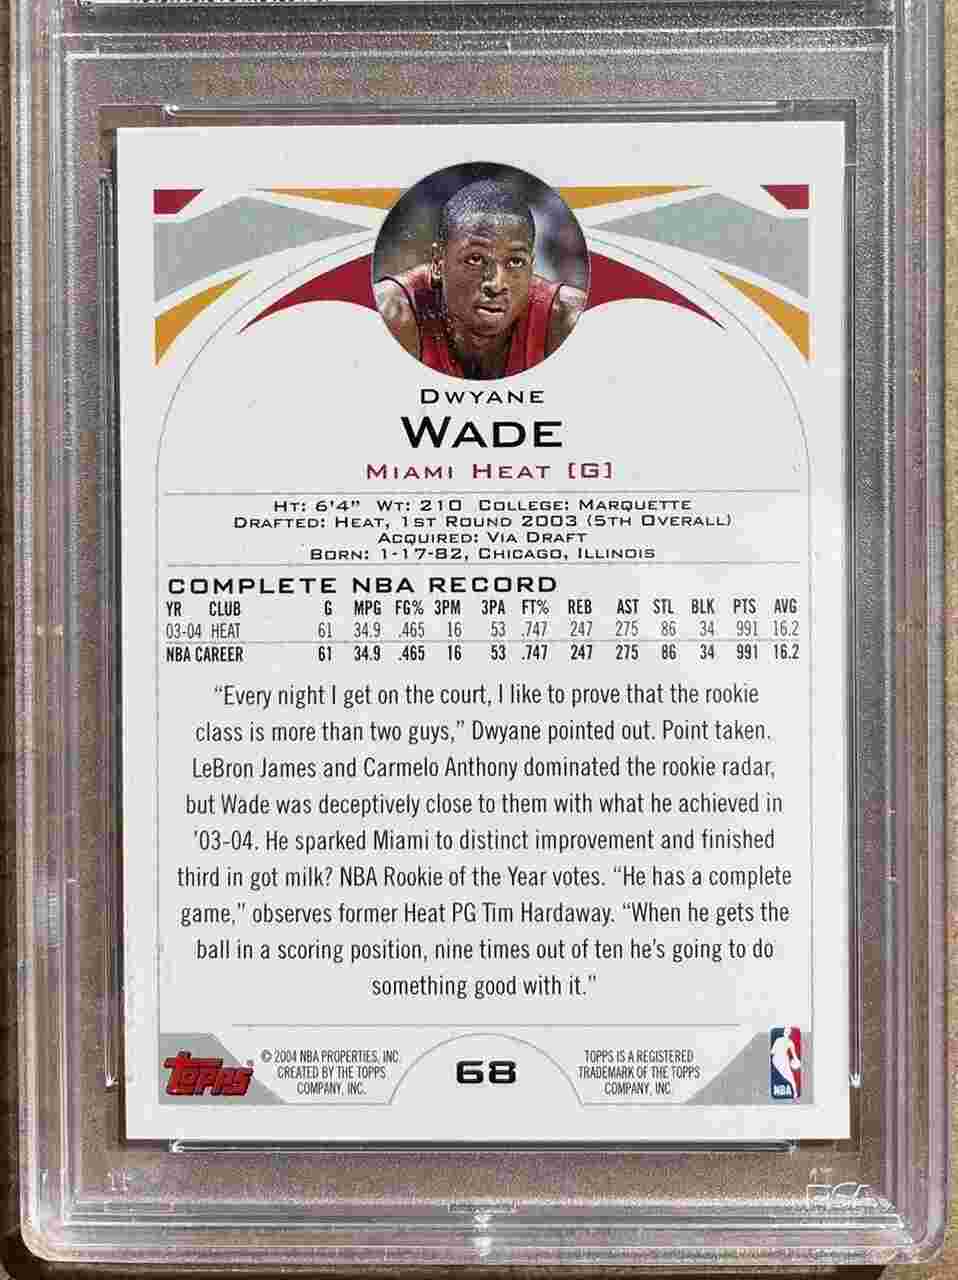 DWYANE
WADE
MIAMI HEAT [G]
HT: 6'4" WT: 210 COLLEGE: MARQUETTE
DRAFTED: HEAT, 1ST ROUND 2003 (5TH OVERALL)
ACQUIRED: VIA DRAFT
BORN: 1-17-82, CHICAGO, ILLINOIS
COMPLETE NBA RECORD
YR CLUB G MPG FG% 3PM 3PA FT% REB AST STL BLK PTS AVG
03-04 HEAT 61 34.9 .465 16 53 .747 247 275 86 34 991 16.2
NBA CAREER 61 34.9 .465 16 53 .747 247 275 86 34 991 16.2
“Every night I get on the court, I like to prove that the rookie
class is more than two guys,” Dwyane pointed out. Point taken.
LeBron James and Carmelo Anthony dominated the rookie radar,
but Wade was deceptively close to them with what he achieved in
’03-04. He sparked Miami to distinct improvement and finished
third in got milk? NBA Rookie of the Year votes. “He has a complete
game,” observes former Heat PG Tim Hardaway. “When he gets the
ball in a scoring position, nine times out of ten he’s going to do
something good with it.”
TOPPS
© 2004 NBA PROPERTIES, INC.
CREATED BY THE TOPPS
COMPANY, INC.
68
TOPPS IS A REGISTERED
TRADEMARK OF THE TOPPS
COMPANY, INC.
NBA
PSA